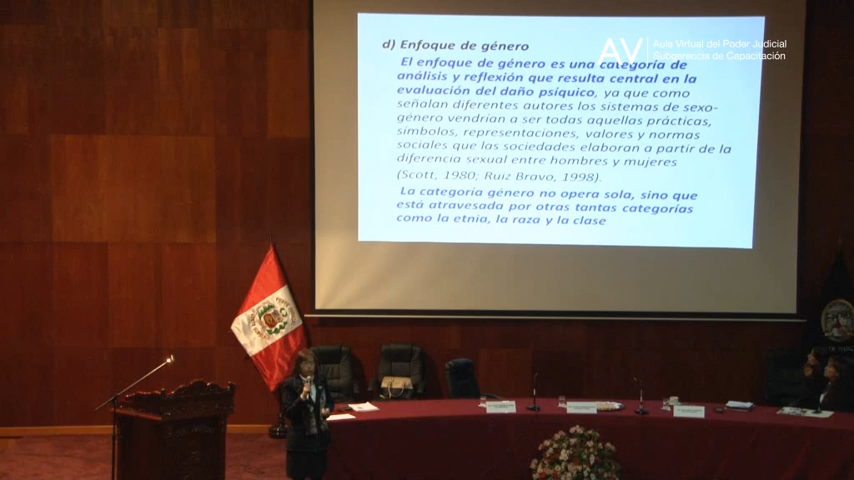 d) Enfoque de género
El enfoque de género es una categoría de
análisis y reflexión que resulta central en la
evaluación del daño psíquico, ya que como
señalan diferentes autores los sistemas de sexo-
género vendrían a ser todas aquellas prácticas,
símbolos, representaciones, valores y normas
sociales que las sociedades elaboran a partir de la
diferencia sexual entre hombres y mujeres
(Scott, 1980; Ruiz Bravo, 1998).
La categoría género no opera sola, sino que
está atravesada por otras tantas categorías
como la etnia, la raza y la clase
AV
Aula Virtual del Poder Judicial
Subgerencia de Capacitación